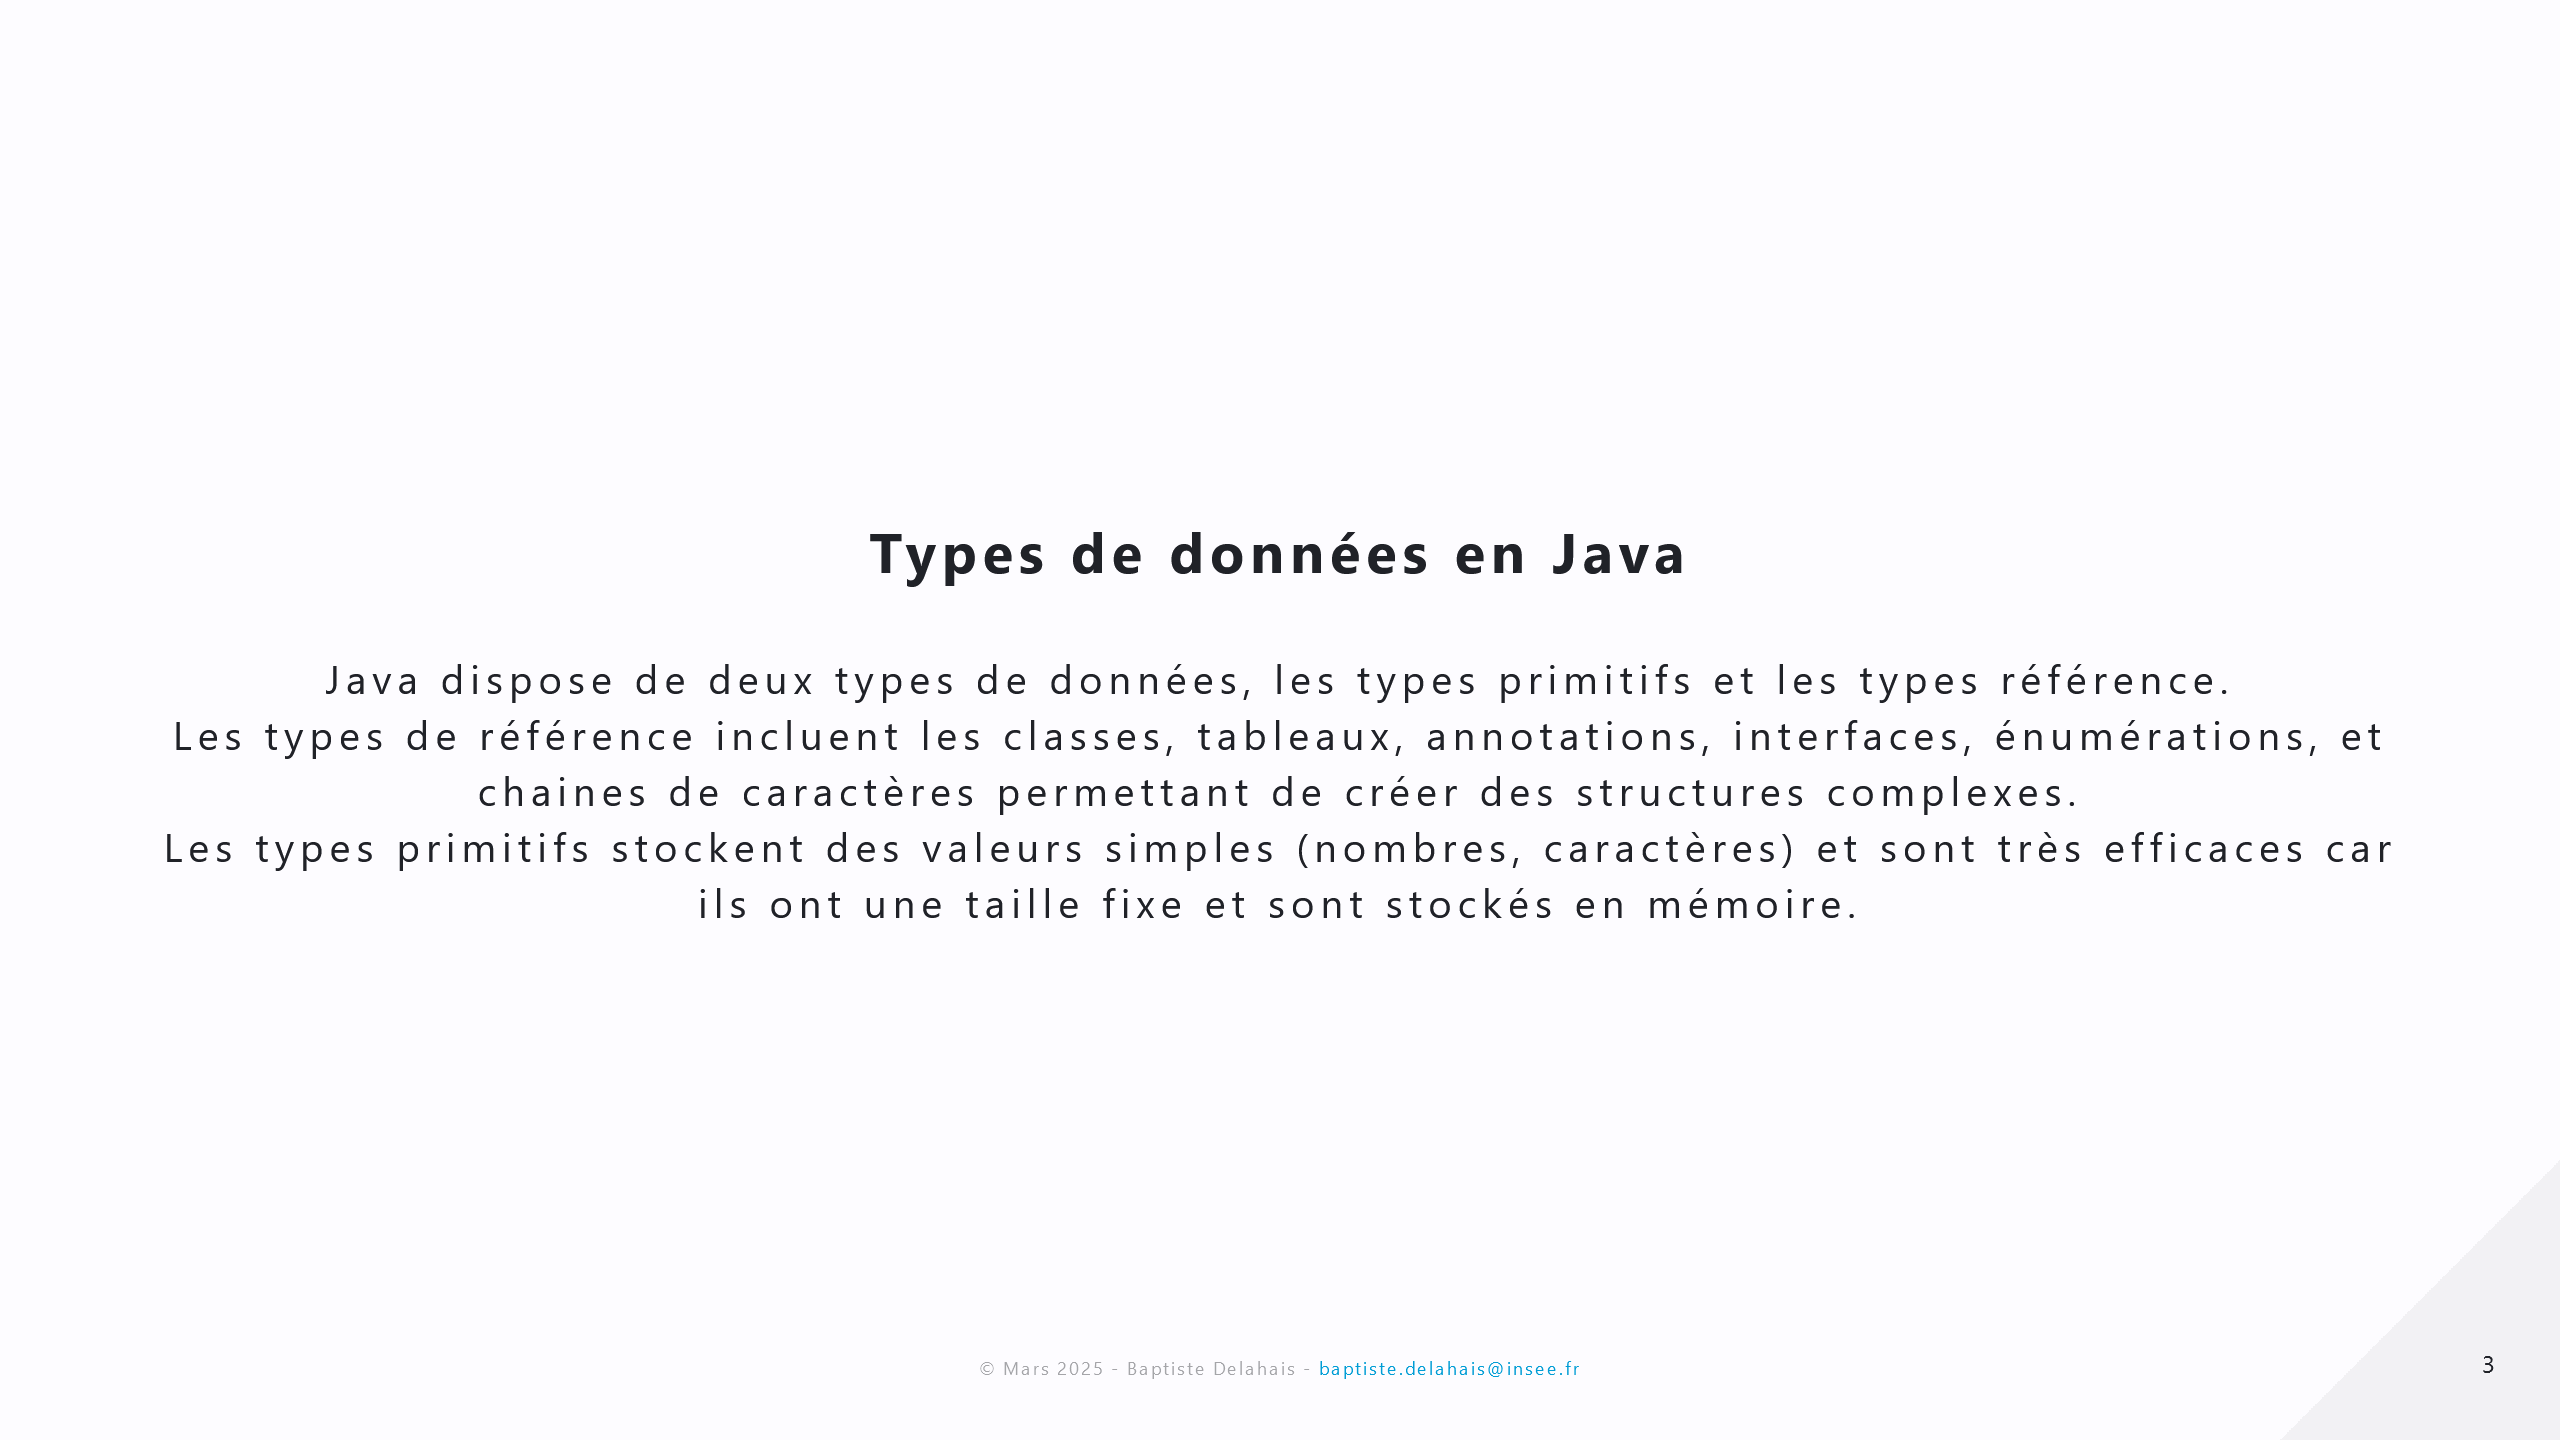 Types de données en Java
Java dispose de deux types de données, les types primitifs et les types référence.
Les types de référence incluent les classes, tableaux, annotations, interfaces, énumérations, et
chaines de caractères permettant de créer des structures complexes.
Les types primitifs stockent des valeurs simples (nombres, caractères) et sont très efficaces car
ils ont une taille fixe et sont stockés en mémoire.
© Mars 2025 - Baptiste Delahais - baptiste.delahais@insee.fr
3